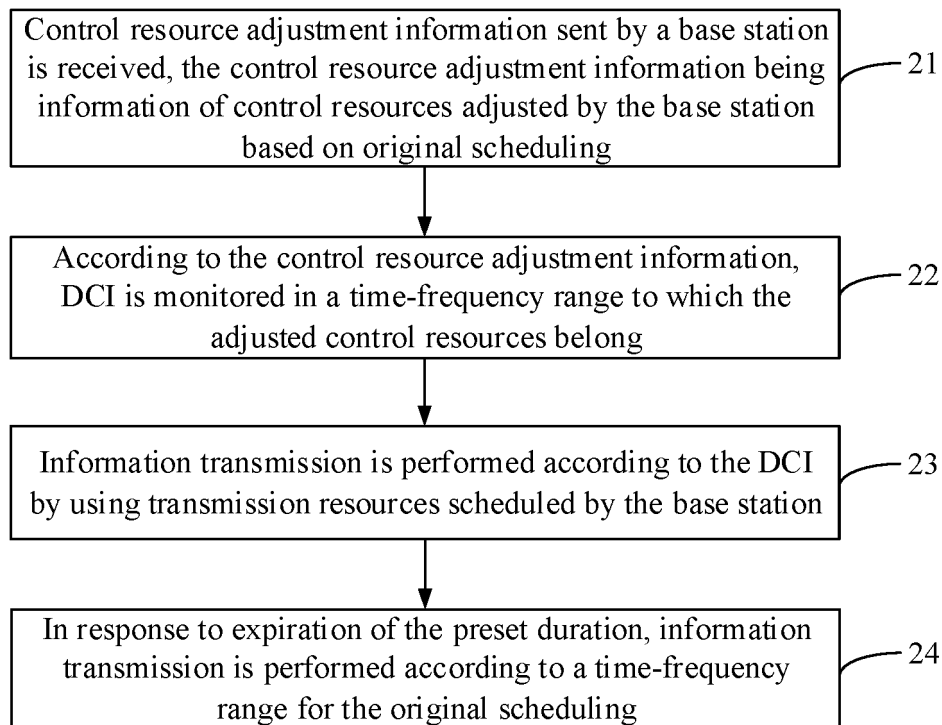 Control resource adjustment information sent by a base station
is received, the control resource adjustment information being
information of control resources adjusted by the base station
based on original scheduling
21
According to the control resource adjustment information,
DCI is monitored in a time-frequency range to which the
adjusted control resources belong
22
Information transmission is performed according to the DCI
by using transmission resources scheduled by the base station
23
In response to expiration of the preset duration, information
transmission is performed according to a time-frequency
range for the original scheduling
24